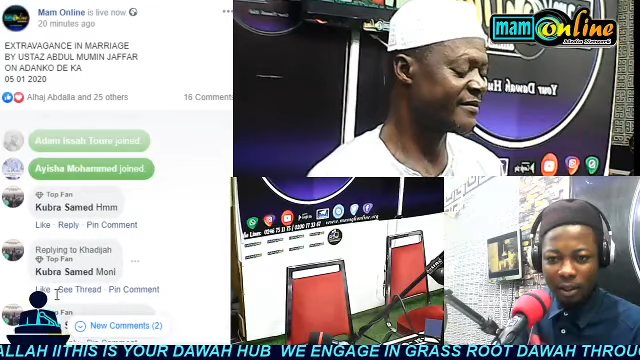 Mam Online is live now
20 minutes ago
EXTRAVAGANCE IN MARRIAGE
BY USTAZ ABDUL MUMIN JAFFAR
ON ADANKO DE KA
05 01 2020
Alhaj Abdalla and 25 others
16 Comments
Adam Issah Toure joined.
Ayisha Mohammed joined.
Top Fan
Kubra Samed Hmm
Like · Reply · Pin Comment
Replying to Khadijah
Top Fan
Kubra Samed Moni
Like · See Thread · Pin Comment
New Comments (2)
mam Online
Media Network
Your Dawah Hub
ALLAH II THIS IS YOUR DAWAH HUB WE ENGAGE IN GRASS ROOT DAWAH THROU